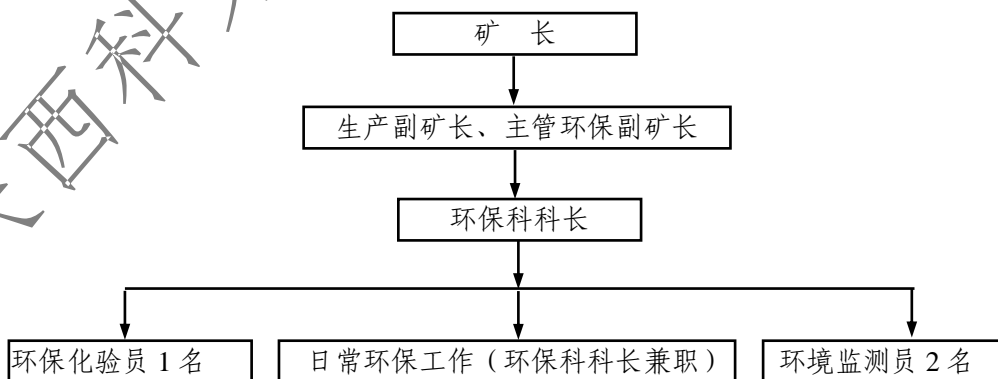 矿 长
生产副矿长、主管环保副矿长
环保科科长
环保化验员 1 名
日常环保工作（环保科科长兼职）
环境监测员 2 名
西科